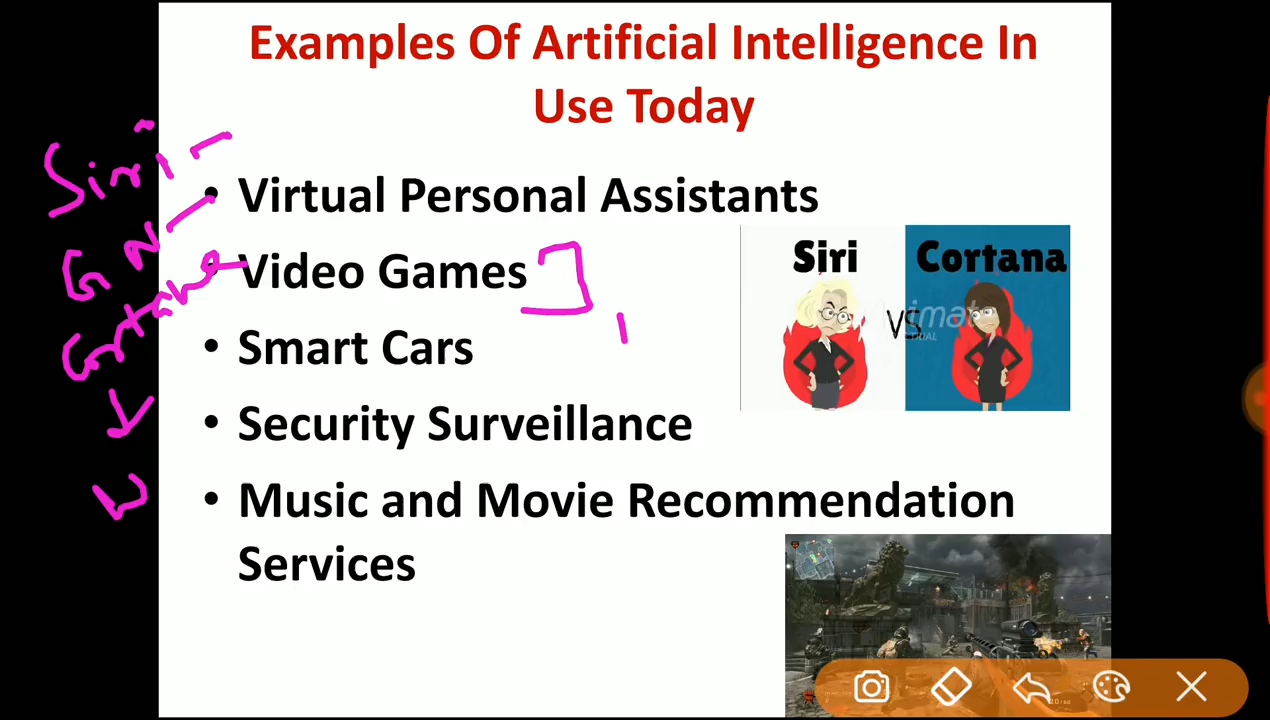 Examples Of Artificial Intelligence In
Use Today
Siri -
• Virtual Personal Assistants
G N -
• Video Games
Cortana
Siri
Cortana
VS
• Smart Cars
W
• Security Surveillance
• Music and Movie Recommendation
Services